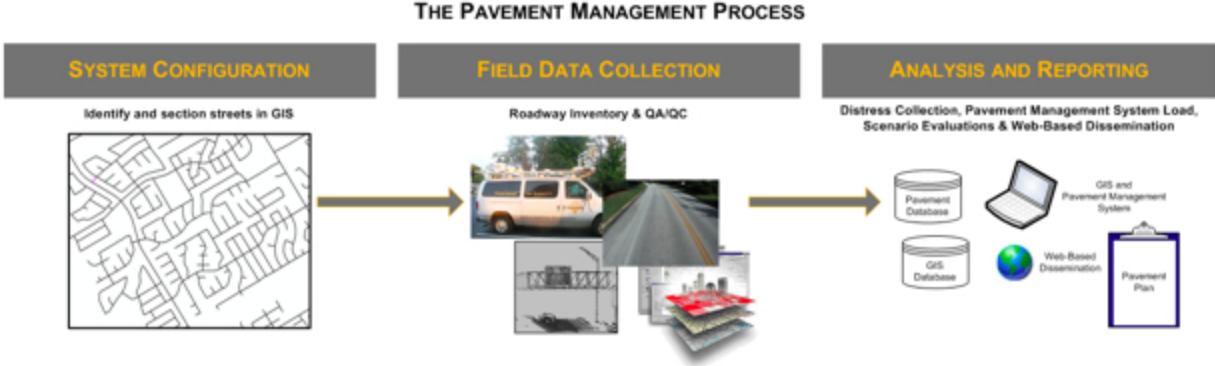 THE PAVEMENT MANAGEMENT PROCESS
SYSTEM CONFIGURATION
FIELD DATA COLLECTION
ANALYSIS AND REPORTING
Identify and section streets in GIS
Roadway Inventory & QA/QC
Distress Collection, Pavement Management System Load,
Scenario Evaluations & Web-Based Dissemination
Pavement
Database
GIS and
Pavement Management
System
GIS
Database
Web-Based
Dissemination
Pavement
Plan